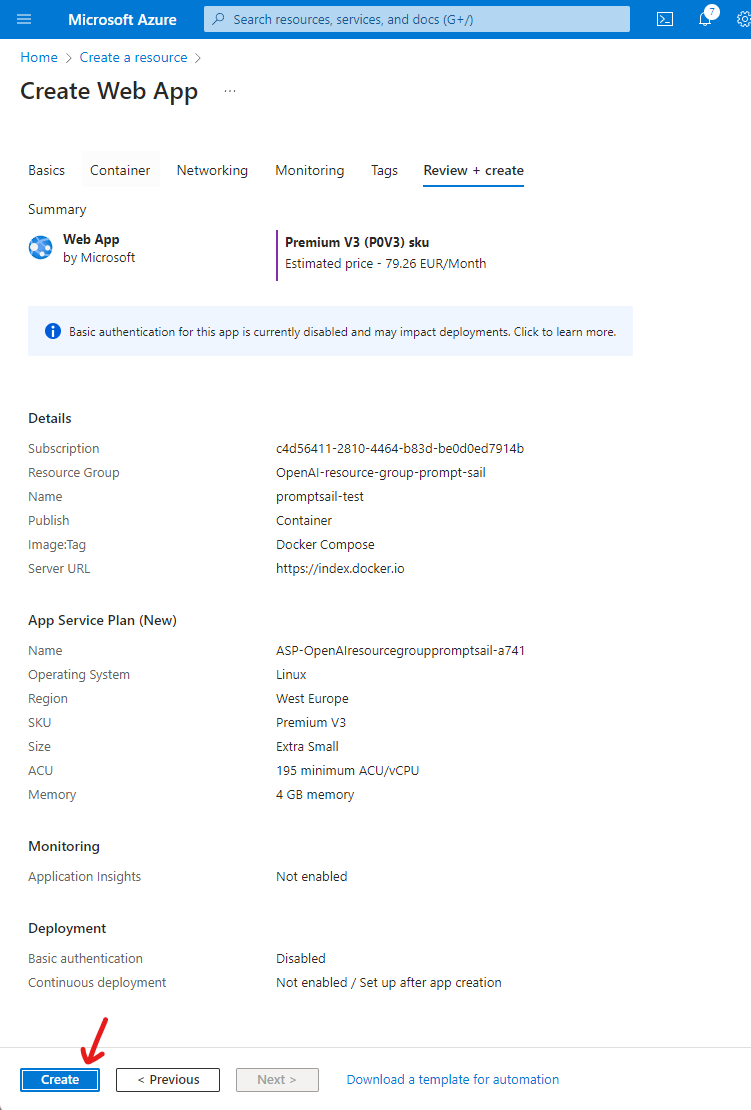 Microsoft Azure
Search resources, services, and docs (G+/)
7
Home > Create a resource >
Create Web App ...
Basics Container Networking Monitoring Tags Review + create
Summary
Web App
by Microsoft
Premium V3 (P0V3) sku
Estimated price - 79.26 EUR/Month
Basic authentication for this app is currently disabled and may impact deployments. Click to learn more.
Details
Subscription c4d56411-2810-4464-b83d-be0d0ed7914b
Resource Group OpenAI-resource-group-prompt-sail
Name promptsail-test
Publish Container
Image:Tag Docker Compose
Server URL https://index.docker.io
App Service Plan (New)
Name ASP-OpenAIresourcegrouppromptsail-a741
Operating System Linux
Region West Europe
SKU Premium V3
Size Extra Small
ACU 195 minimum ACU/vCPU
Memory 4 GB memory
Monitoring
Application Insights Not enabled
Deployment
Basic authentication Disabled
Continuous deployment Not enabled / Set up after app creation
Create < Previous Next > Download a template for automation